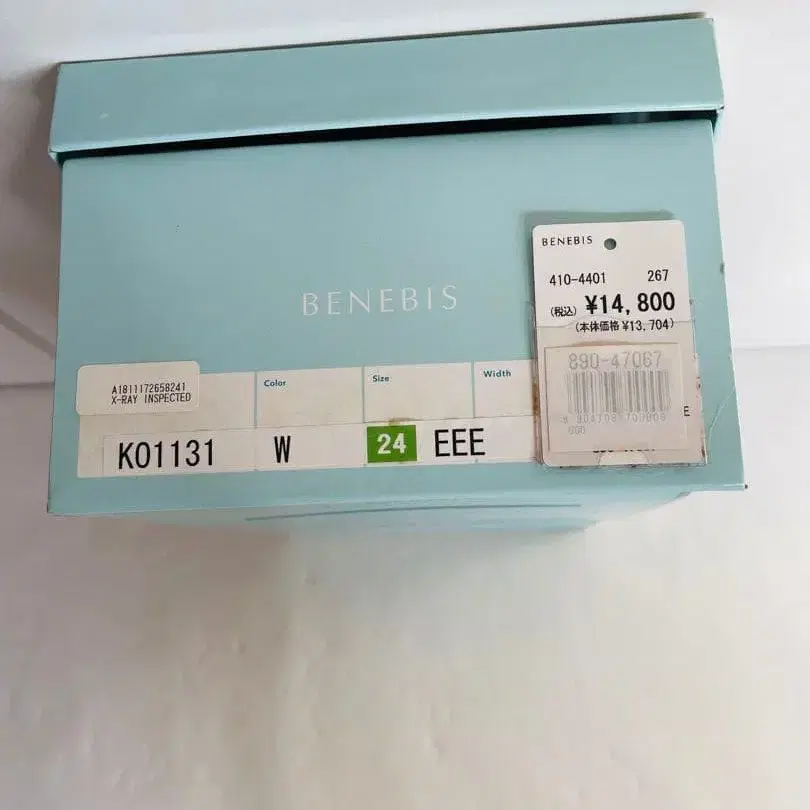 BENEBIS
410-4401 267
(税込) ¥14,800
(本体価格 ¥13,704)
890-47067
BENEBIS
A1811172658241
X-RAY INSPECTED
Color
Size
Width
K01131 W 24 EEE
E